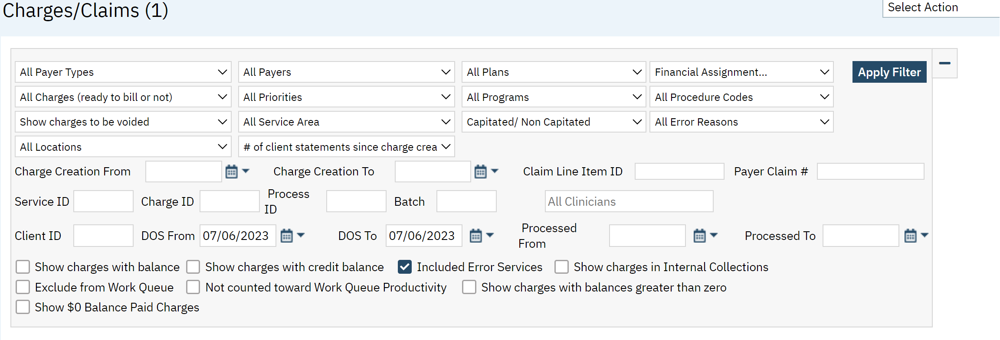 Charges/Claims (1)
Select Action
All Payer Types
All Payers
All Plans
Financial Assignment...
Apply Filter
All Charges (ready to bill or not)
All Priorities
All Programs
All Procedure Codes
Show charges to be voided
All Service Area
Capitated/ Non Capitated
All Error Reasons
All Locations
# of client statements since charge crea
Charge Creation From
Charge Creation To
Claim Line Item ID
Payer Claim #
Service ID
Charge ID
Process
ID
Batch
All Clinicians
Client ID
DOS From
07/06/2023
DOS To
07/06/2023
Processed
From
Processed To
Show charges with balance
Show charges with credit balance
Included Error Services
Show charges in Internal Collections
Exclude from Work Queue
Not counted toward Work Queue Productivity
Show charges with balances greater than zero
Show $0 Balance Paid Charges